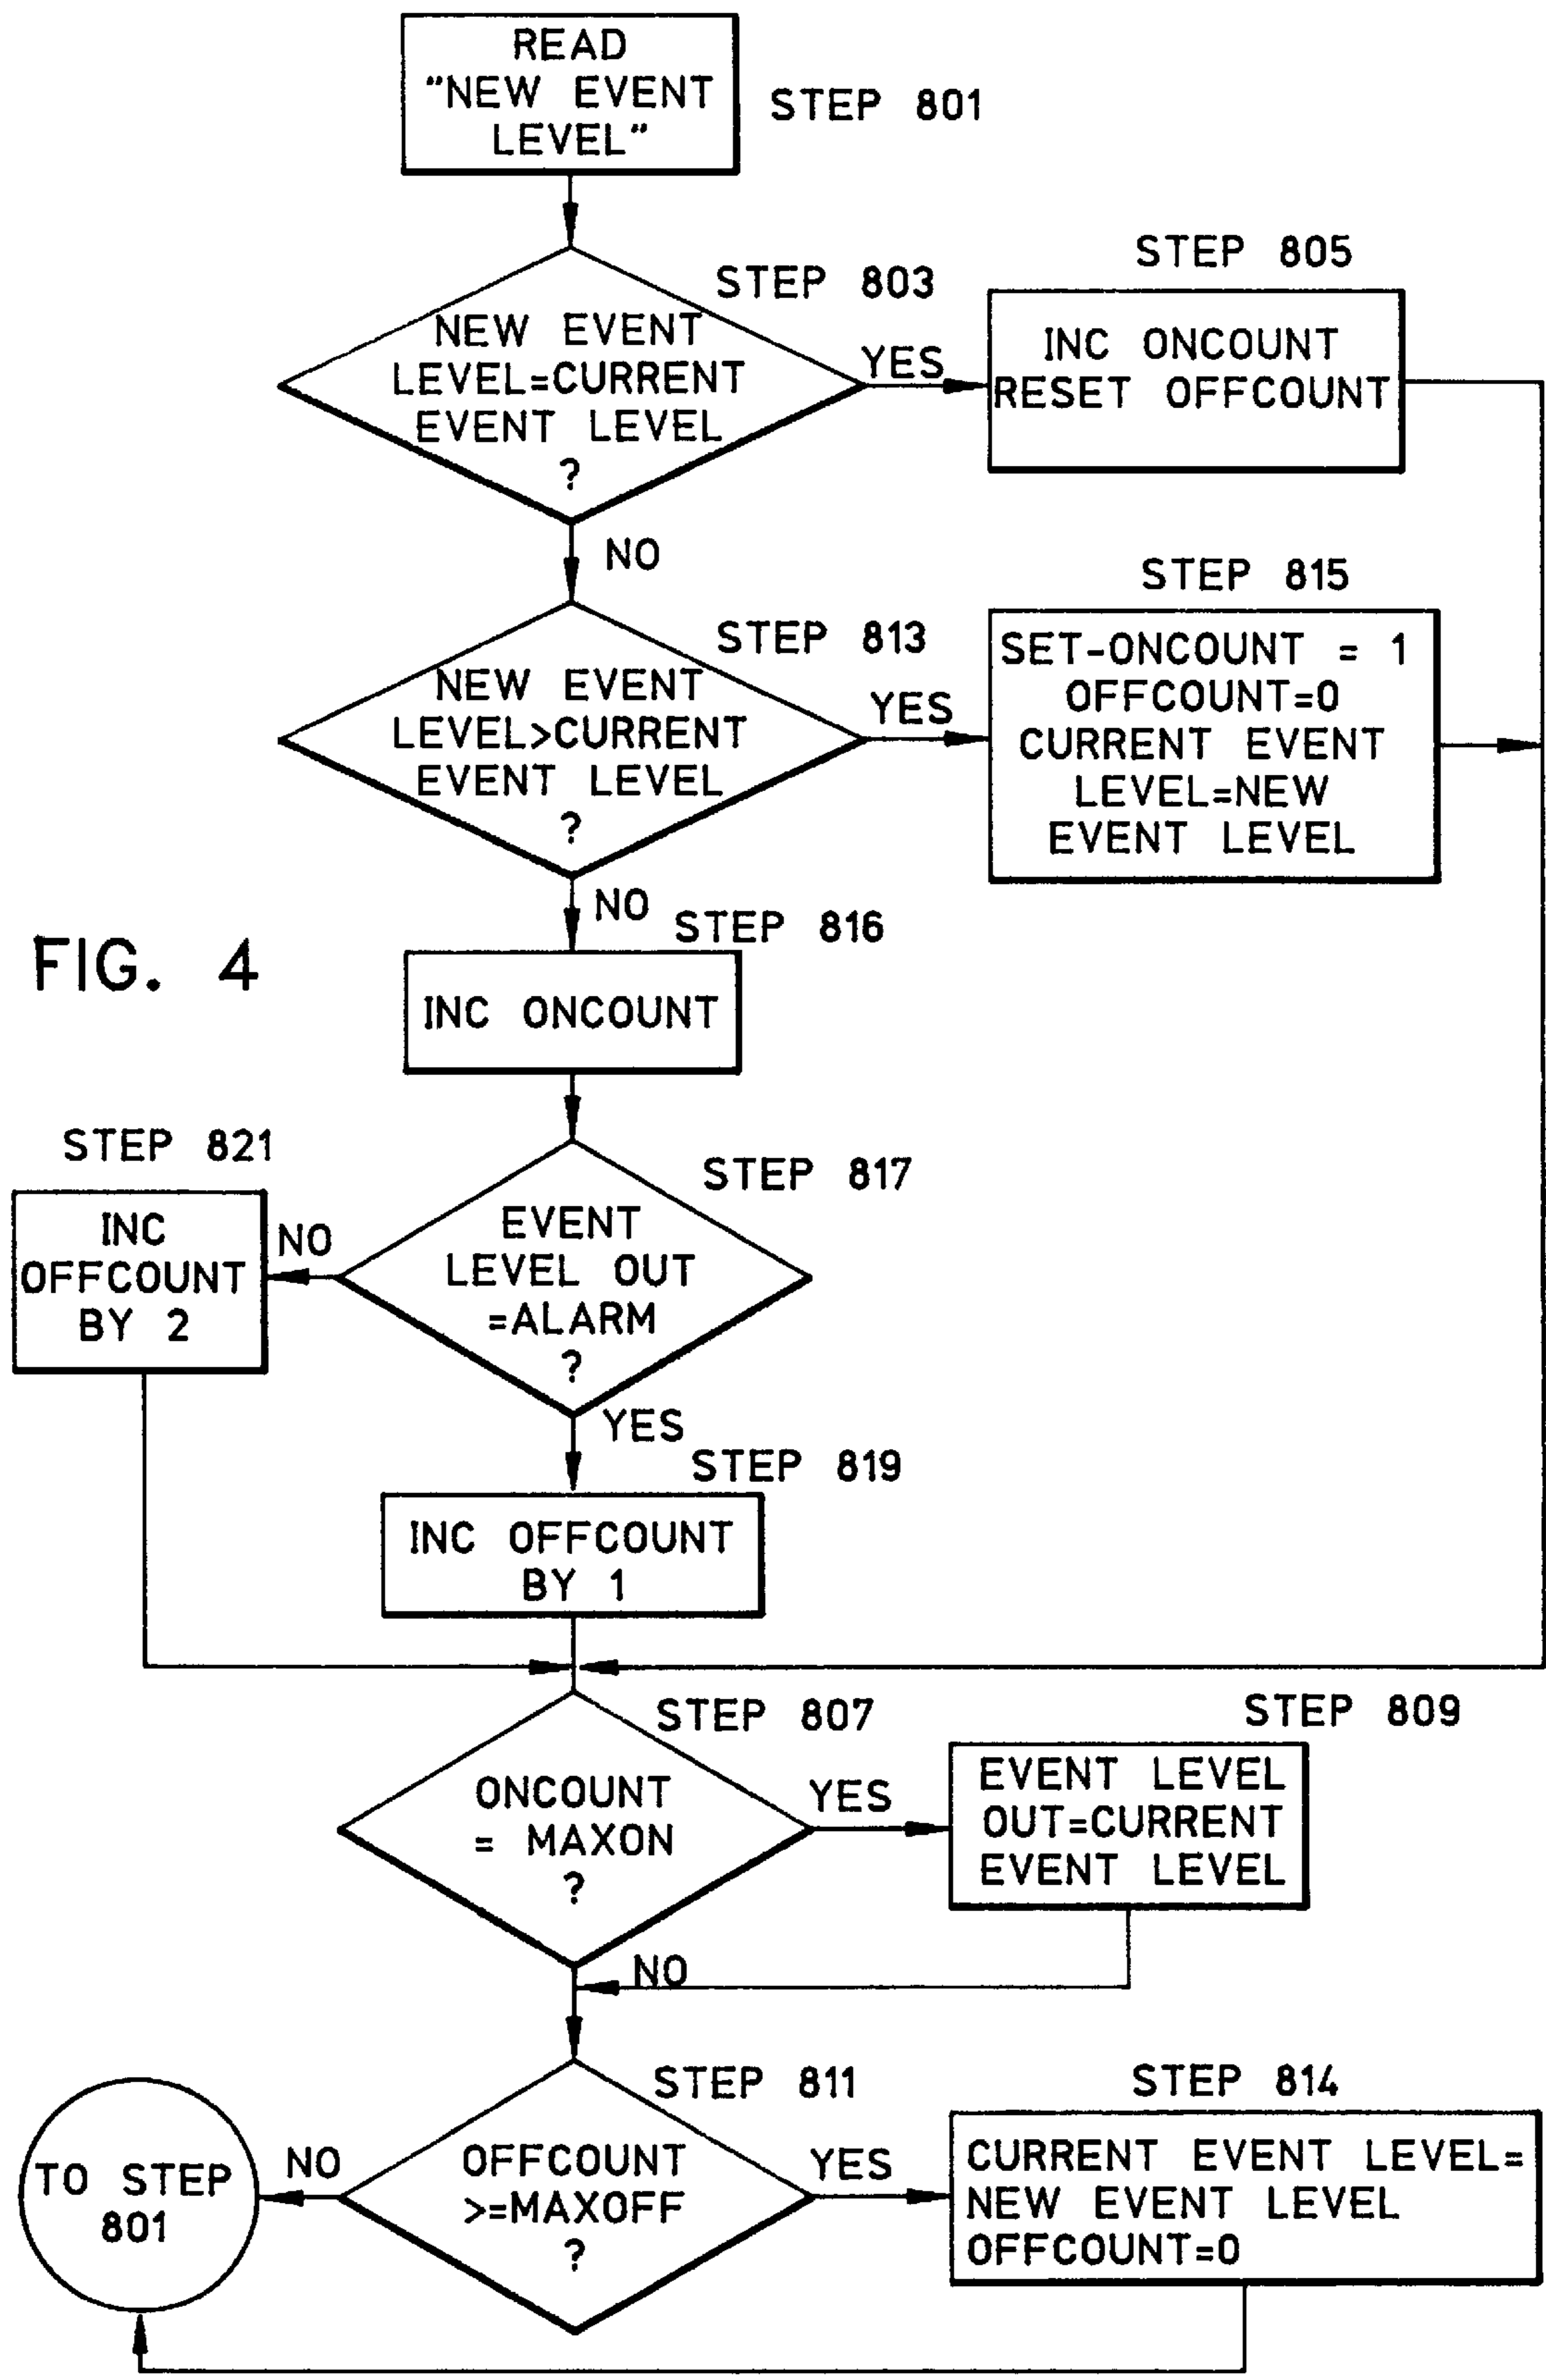 READ
"NEW EVENT
LEVEL"
STEP 801
STEP 803
NEW EVENT
LEVEL=CURRENT
EVENT LEVEL
?
YES
STEP 805
INC ONCOUNT
RESET OFFCOUNT
NO
STEP 813
NEW EVENT
LEVEL>CURRENT
EVENT LEVEL
?
YES
STEP 815
SET-ONCOUNT = 1
OFFCOUNT=0
CURRENT EVENT
LEVEL=NEW
EVENT LEVEL
NO
STEP 816
INC ONCOUNT
FIG. 4
STEP 817
EVENT
LEVEL OUT
=ALARM
?
NO
STEP 821
INC
OFFCOUNT
BY 2
YES
STEP 819
INC OFFCOUNT
BY 1
STEP 807
ONCOUNT
= MAXON
?
YES
STEP 809
EVENT LEVEL
OUT=CURRENT
EVENT LEVEL
NO
STEP 811
OFFCOUNT
>=MAXOFF
?
YES
STEP 814
CURRENT EVENT LEVEL=
NEW EVENT LEVEL
OFFCOUNT=0
NO
TO STEP
801